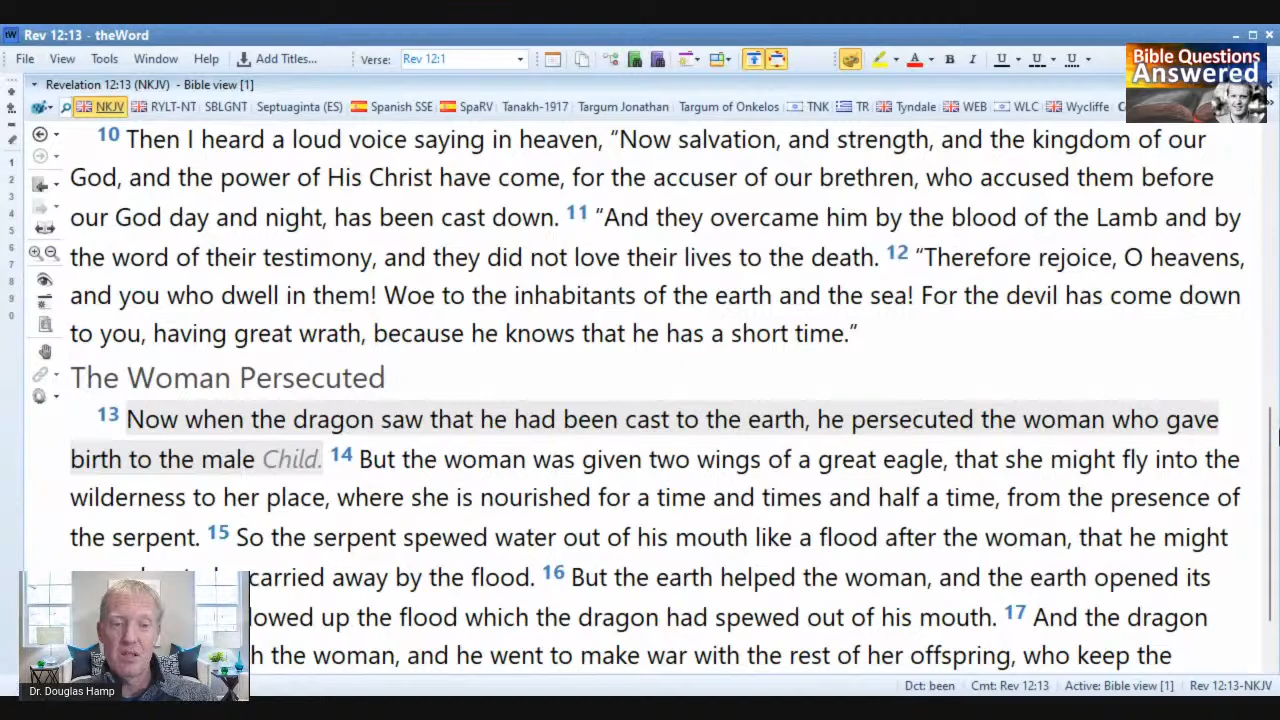 Rev 12:13 - theWord
File View Tools Window Help Add Titles... Verse: Rev 12:1
Bible Questions
Answered
Revelation 12:13 (NKJV) - Bible view [1]
NKJV RYLT-NT SBLGNT Septuaginta (ES) Spanish SSE SpaRV Tanakh-1917 Targum Jonathan Targum of Onkelos TNK TR Tyndale WEB WLC Wycliffe
10 Then I heard a loud voice saying in heaven, “Now salvation, and strength, and the kingdom of our
God, and the power of His Christ have come, for the accuser of our brethren, who accused them before
our God day and night, has been cast down. 11 “And they overcame him by the blood of the Lamb and by
the word of their testimony, and they did not love their lives to the death. 12 “Therefore rejoice, O heavens,
and you who dwell in them! Woe to the inhabitants of the earth and the sea! For the devil has come down
to you, having great wrath, because he knows that he has a short time.”
The Woman Persecuted
13 Now when the dragon saw that he had been cast to the earth, he persecuted the woman who gave
birth to the male Child. 14 But the woman was given two wings of a great eagle, that she might fly into the
wilderness to her place, where she is nourished for a time and times and half a time, from the presence of
the serpent. 15 So the serpent spewed water out of his mouth like a flood after the woman, that he might
carried away by the flood. 16 But the earth helped the woman, and the earth opened its
lowed up the flood which the dragon had spewed out of his mouth. 17 And the dragon
h the woman, and he went to make war with the rest of her offspring, who keep the
Dr. Douglas Hamp
Dct: been Cmt: Rev 12:13 Active: Bible view [1] Rev 12:13-NKJV